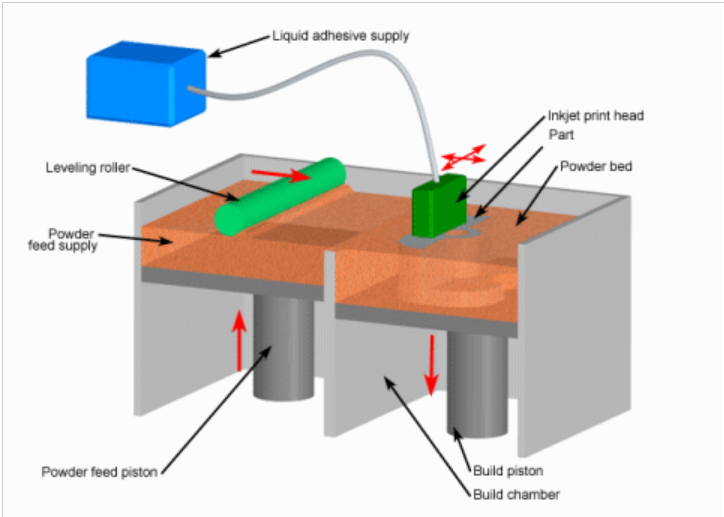 Liquid adhesive supply
Inkjet print head
Part
Leveling roller
Powder bed
Powder
feed supply
Powder feed piston
Build piston
Build chamber